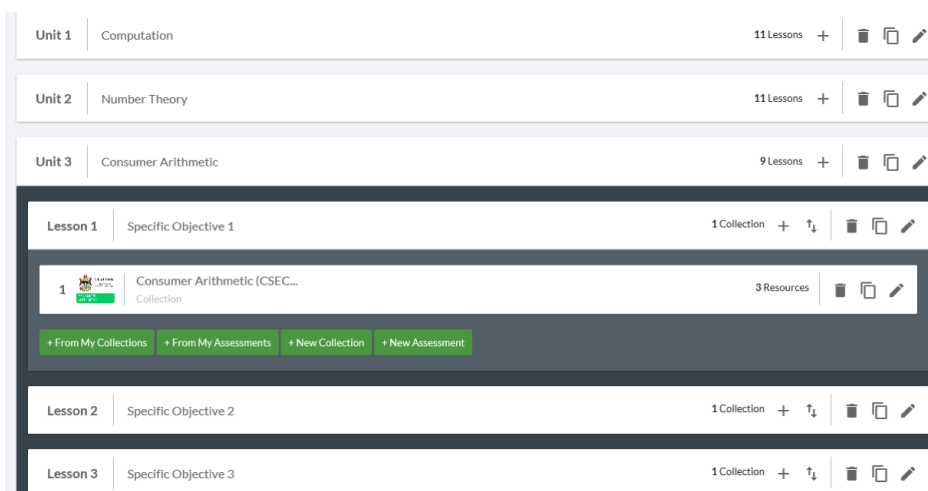 Unit 1 Computation 11 Lessons +
Unit 2 Number Theory 11 Lessons +
Unit 3 Consumer Arithmetic 9 Lessons +
Lesson 1 Specific Objective 1 1 Collection +
1 Consumer Arithmetic (CSEC... 3 Resources
Collection
+ From My Collections + From My Assessments + New Collection + New Assessment
Lesson 2 Specific Objective 2 1 Collection +
Lesson 3 Specific Objective 3 1 Collection +